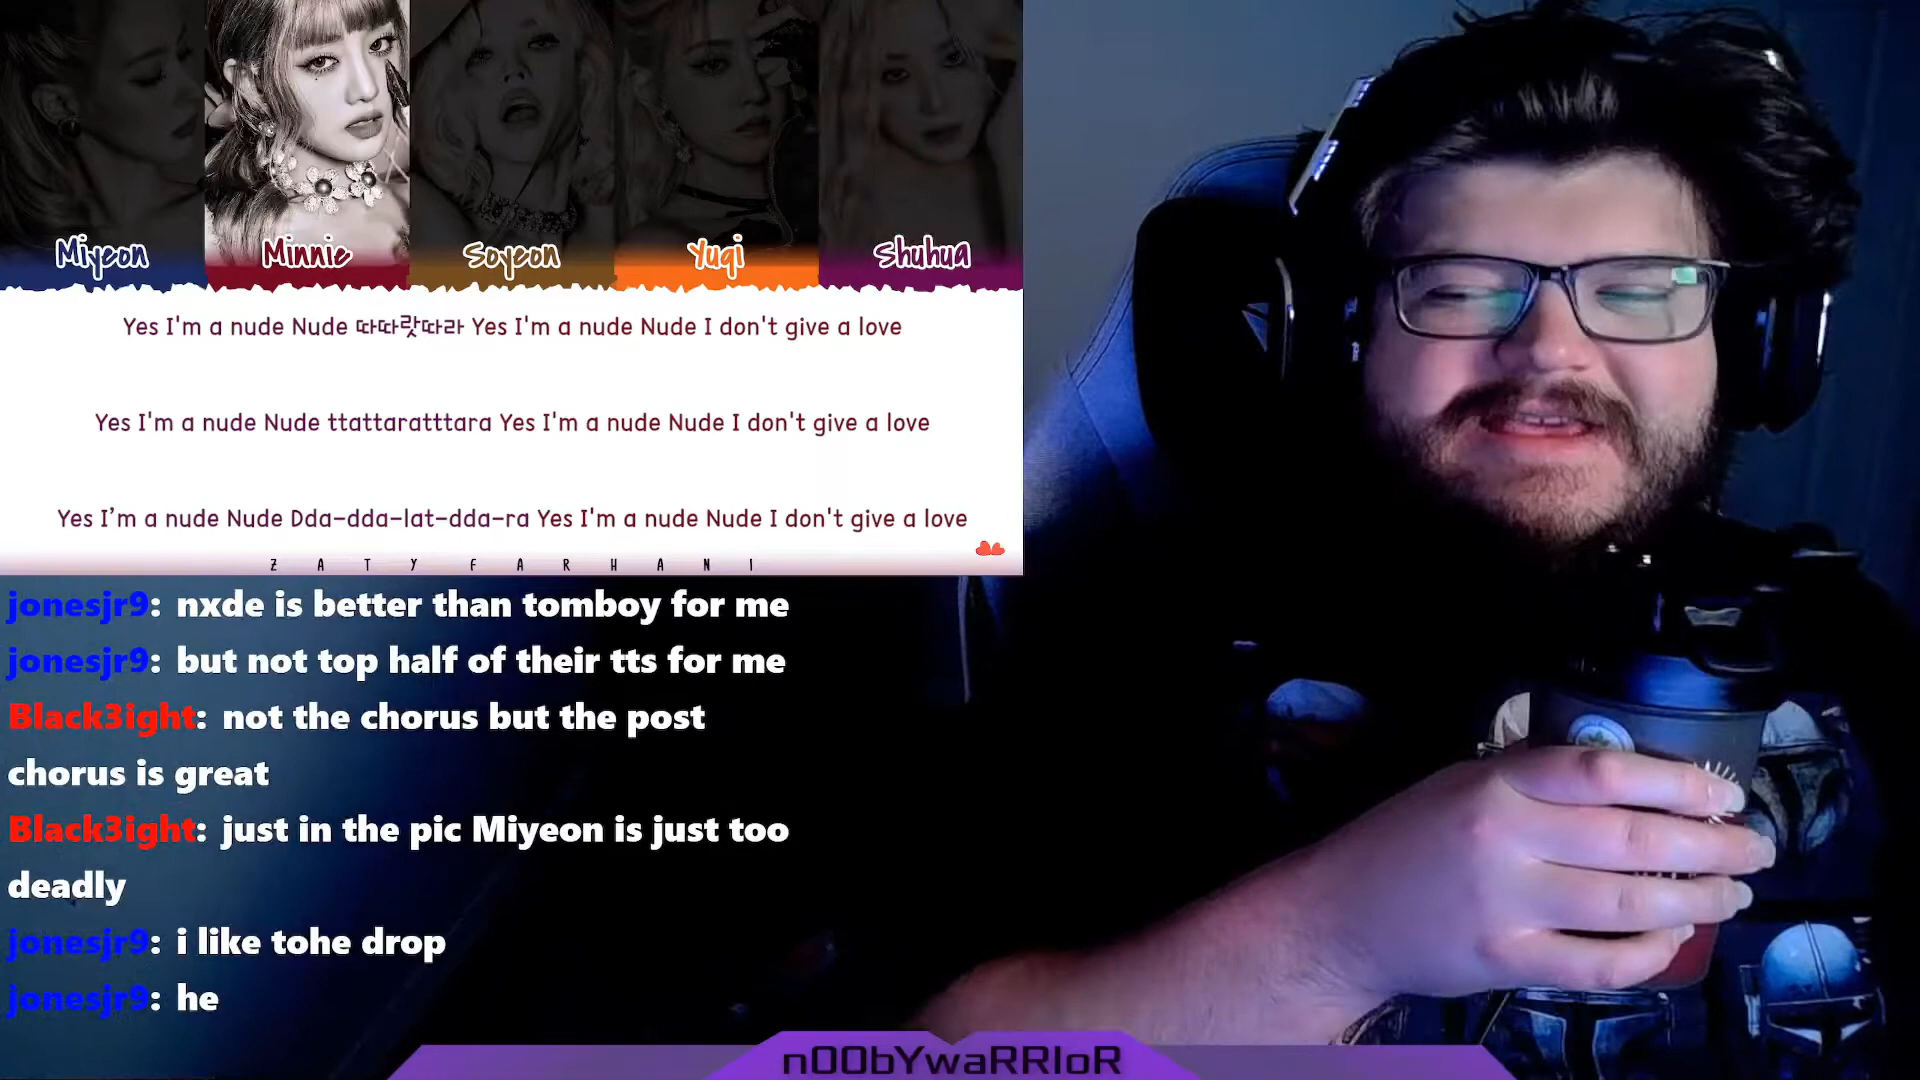 Miyeon
Minnie
Soyeon
Yuqi
Shuhua
Yes I'm a nude Nude 따따랏따라 Yes I'm a nude Nude I don't give a love
Yes I'm a nude Nude ttattaratttara Yes I'm a nude Nude I don't give a love
Yes I'm a nude Nude Dda-dda-lat-dda-ra Yes I'm a nude Nude I don't give a love
ZATY FARHANI
jonesjr9: nxde is better than tomboy for me
jonesjr9: but not top half of their tts for me
Black3ight: not the chorus but the post
chorus is great
Black3ight: just in the pic Miyeon is just too
deadly
jonesjr9: i like tohe drop
jonesjr9: he
n00bYwaRRIoR